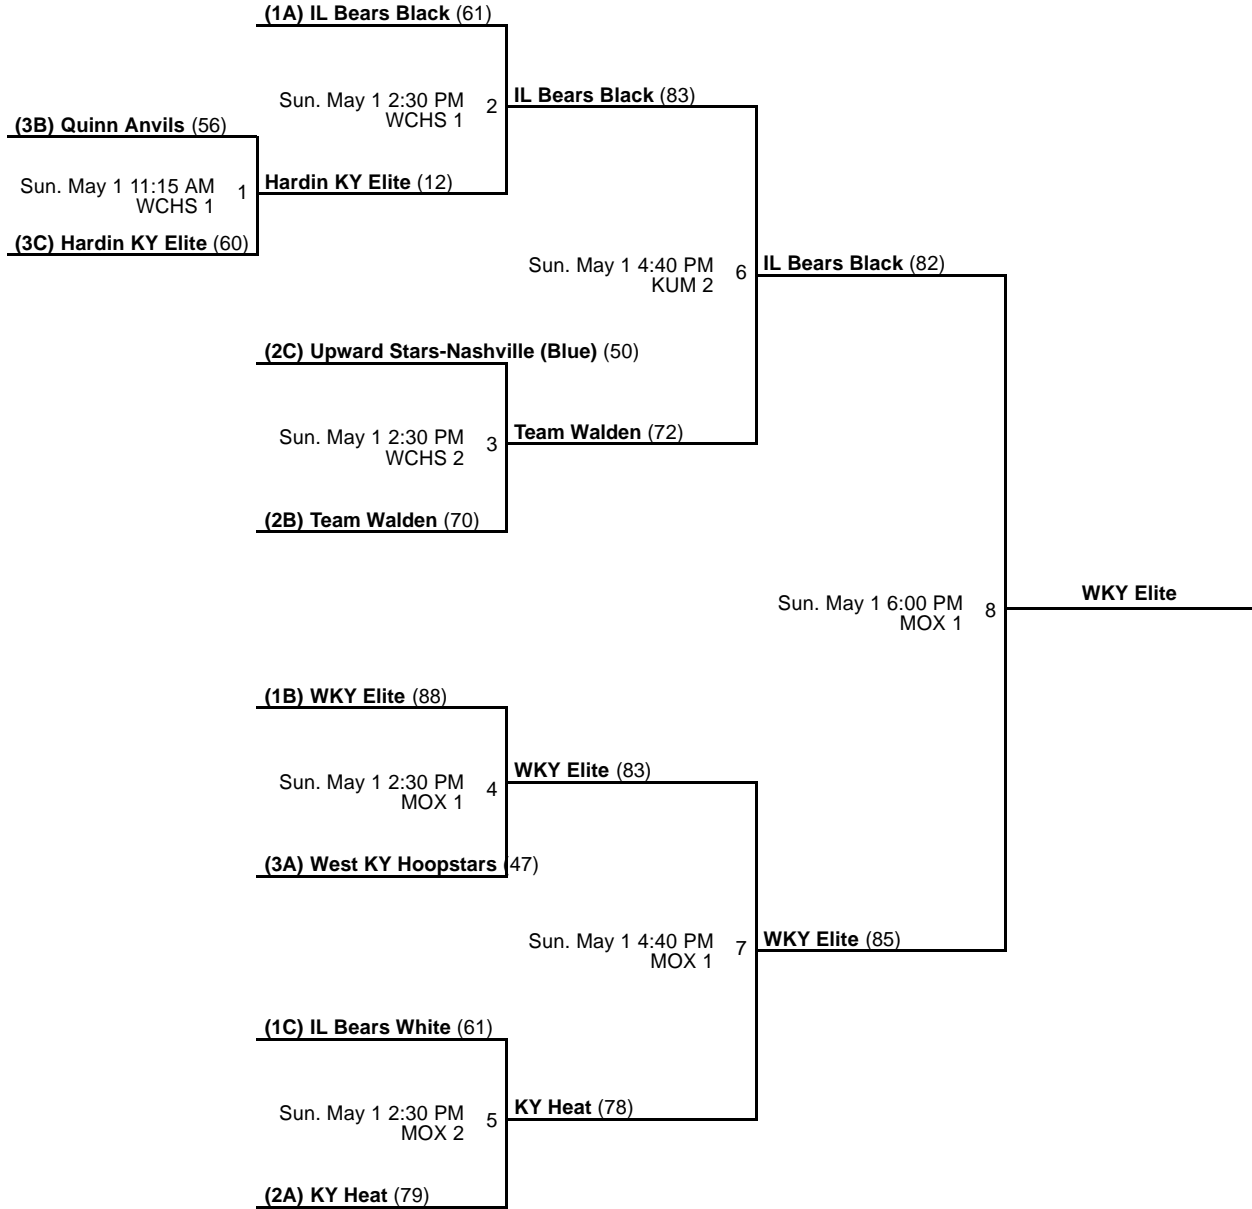 (1A) IL Bears Black (61)
Sun. May 1 2:30 PM 2
WCHS 1
IL Bears Black (83)
(3B) Quinn Anvils (56)
Sun. May 1 11:15 AM 1
WCHS 1
Hardin KY Elite (12)
(3C) Hardin KY Elite (60)
Sun. May 1 4:40 PM 6
KUM 2
IL Bears Black (82)
(2C) Upward Stars-Nashville (Blue) (50)
Sun. May 1 2:30 PM 3
WCHS 2
Team Walden (72)
(2B) Team Walden (70)
Sun. May 1 6:00 PM 8
MOX 1
WKY Elite
(1B) WKY Elite (88)
Sun. May 1 2:30 PM 4
MOX 1
WKY Elite (83)
(3A) West KY Hoopstars (47)
Sun. May 1 4:40 PM 7
MOX 1
WKY Elite (85)
(1C) IL Bears White (61)
Sun. May 1 2:30 PM 5
MOX 2
KY Heat (78)
(2A) KY Heat (79)